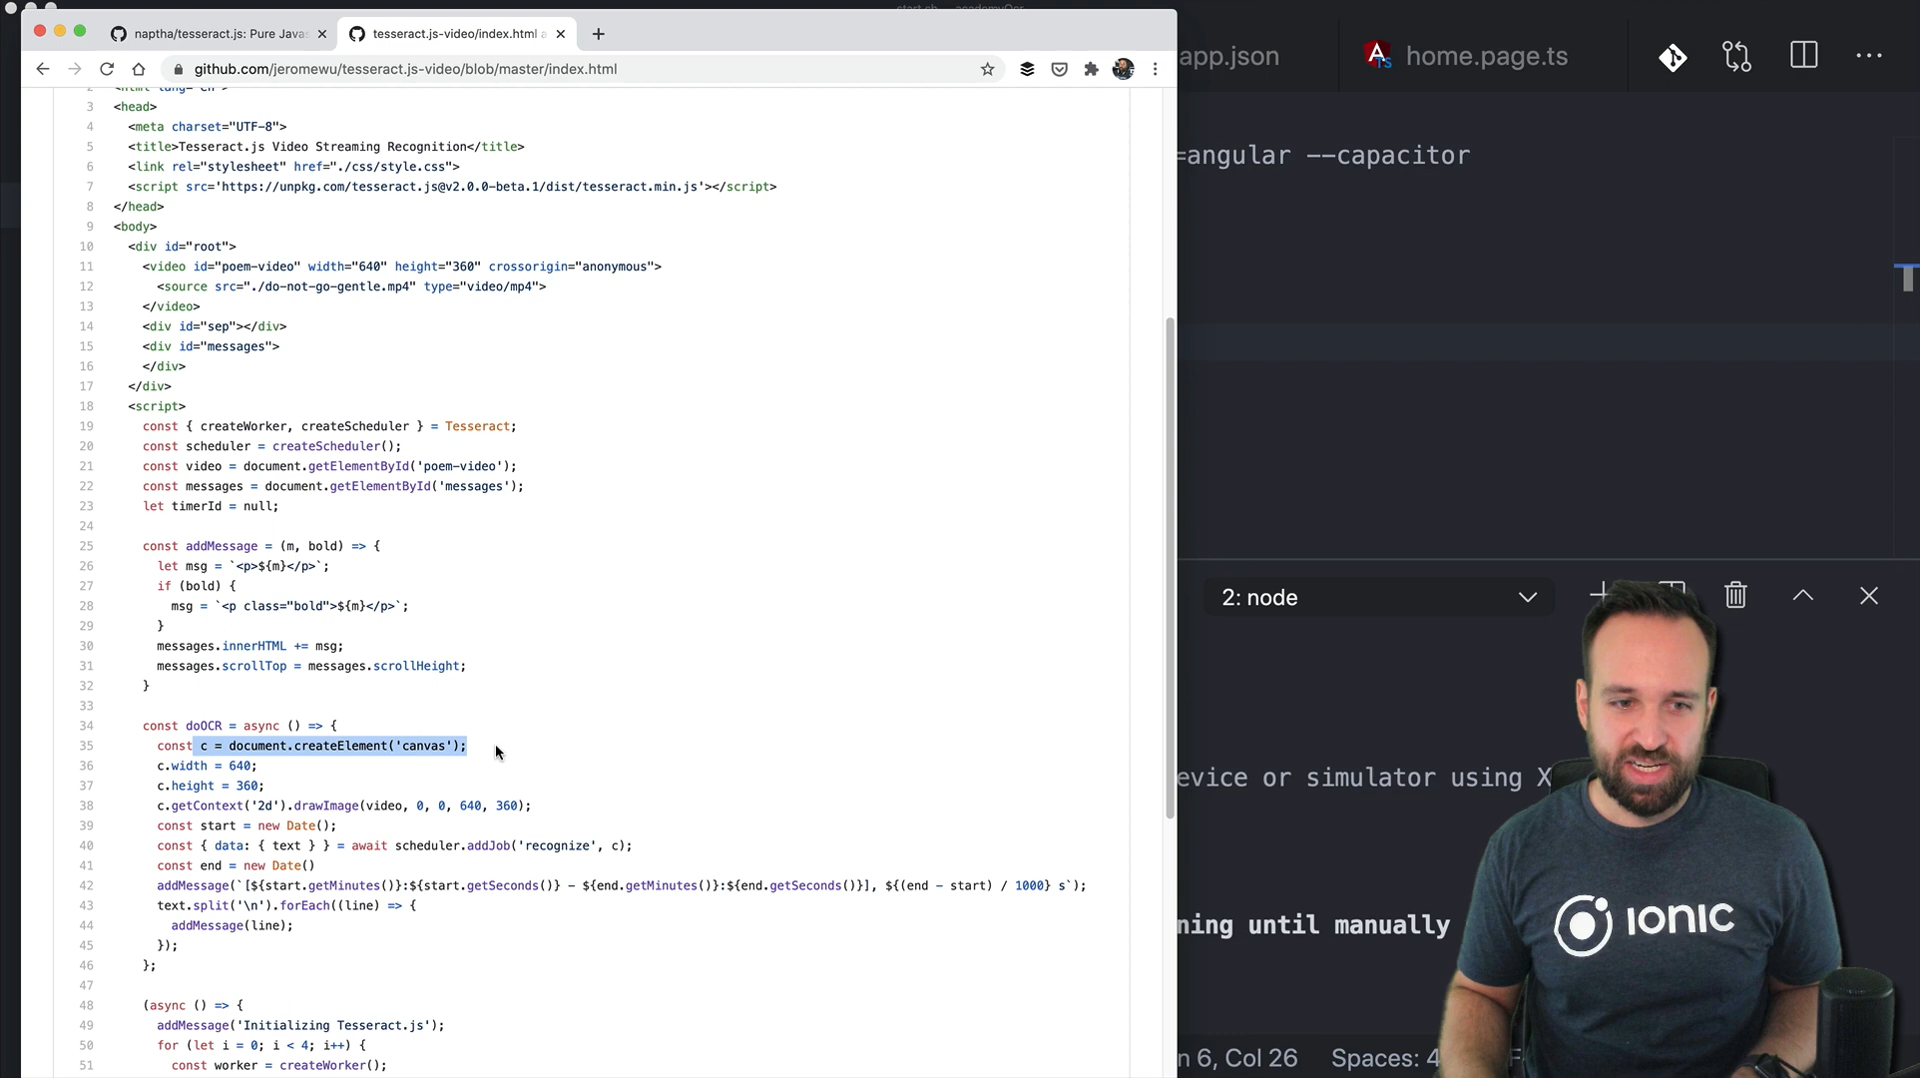 start.sh — academyOcr
naptha/tesseract.js: Pure Javas
tesseract.js-video/index.html a
github.com/jeromewu/tesseract.js-video/blob/master/index.html
app.json
home.page.ts
=angular --capacitor
2 <html lang="en">
3 <head>
4 <meta charset="UTF-8">
5 <title>Tesseract.js Video Streaming Recognition</title>
6 <link rel="stylesheet" href="./css/style.css">
7 <script src='https://unpkg.com/tesseract.js@v2.0.0-beta.1/dist/tesseract.min.js'></script>
8 </head>
9 <body>
10 <div id="root">
11 <video id="poem-video" width="640" height="360" crossorigin="anonymous">
12 <source src="./do-not-go-gentle.mp4" type="video/mp4">
13 </video>
14 <div id="sep"></div>
15 <div id="messages">
16 </div>
17 </div>
18 <script>
19 const { createWorker, createScheduler } = Tesseract;
20 const scheduler = createScheduler();
21 const video = document.getElementById('poem-video');
22 const messages = document.getElementById('messages');
23 let timerId = null;
24
25 const addMessage = (m, bold) => {
26 let msg = `<p>${m}</p>`;
27 if (bold) {
28 msg = `<p class="bold">${m}</p>`;
29 }
30 messages.innerHTML += msg;
31 messages.scrollTop = messages.scrollHeight;
32 }
33
34 const doOCR = async () => {
35 const c = document.createElement('canvas');
36 c.width = 640;
37 c.height = 360;
38 c.getContext('2d').drawImage(video, 0, 0, 640, 360);
39 const start = new Date();
40 const { data: { text } } = await scheduler.addJob('recognize', c);
41 const end = new Date()
42 addMessage(`[${start.getMinutes()}:${start.getSeconds()} - ${end.getMinutes()}:${end.getSeconds()}], ${(end - start) / 1000} s`);
43 text.split('\n').forEach((line) => {
44 addMessage(line);
45 });
46 };
47
48 (async () => {
49 addMessage('Initializing Tesseract.js');
50 for (let i = 0; i < 4; i++) {
51 const worker = createWorker();
2: node
evice or simulator using X
ning until manually
IONIC
n 6, Col 26 Spaces: 4